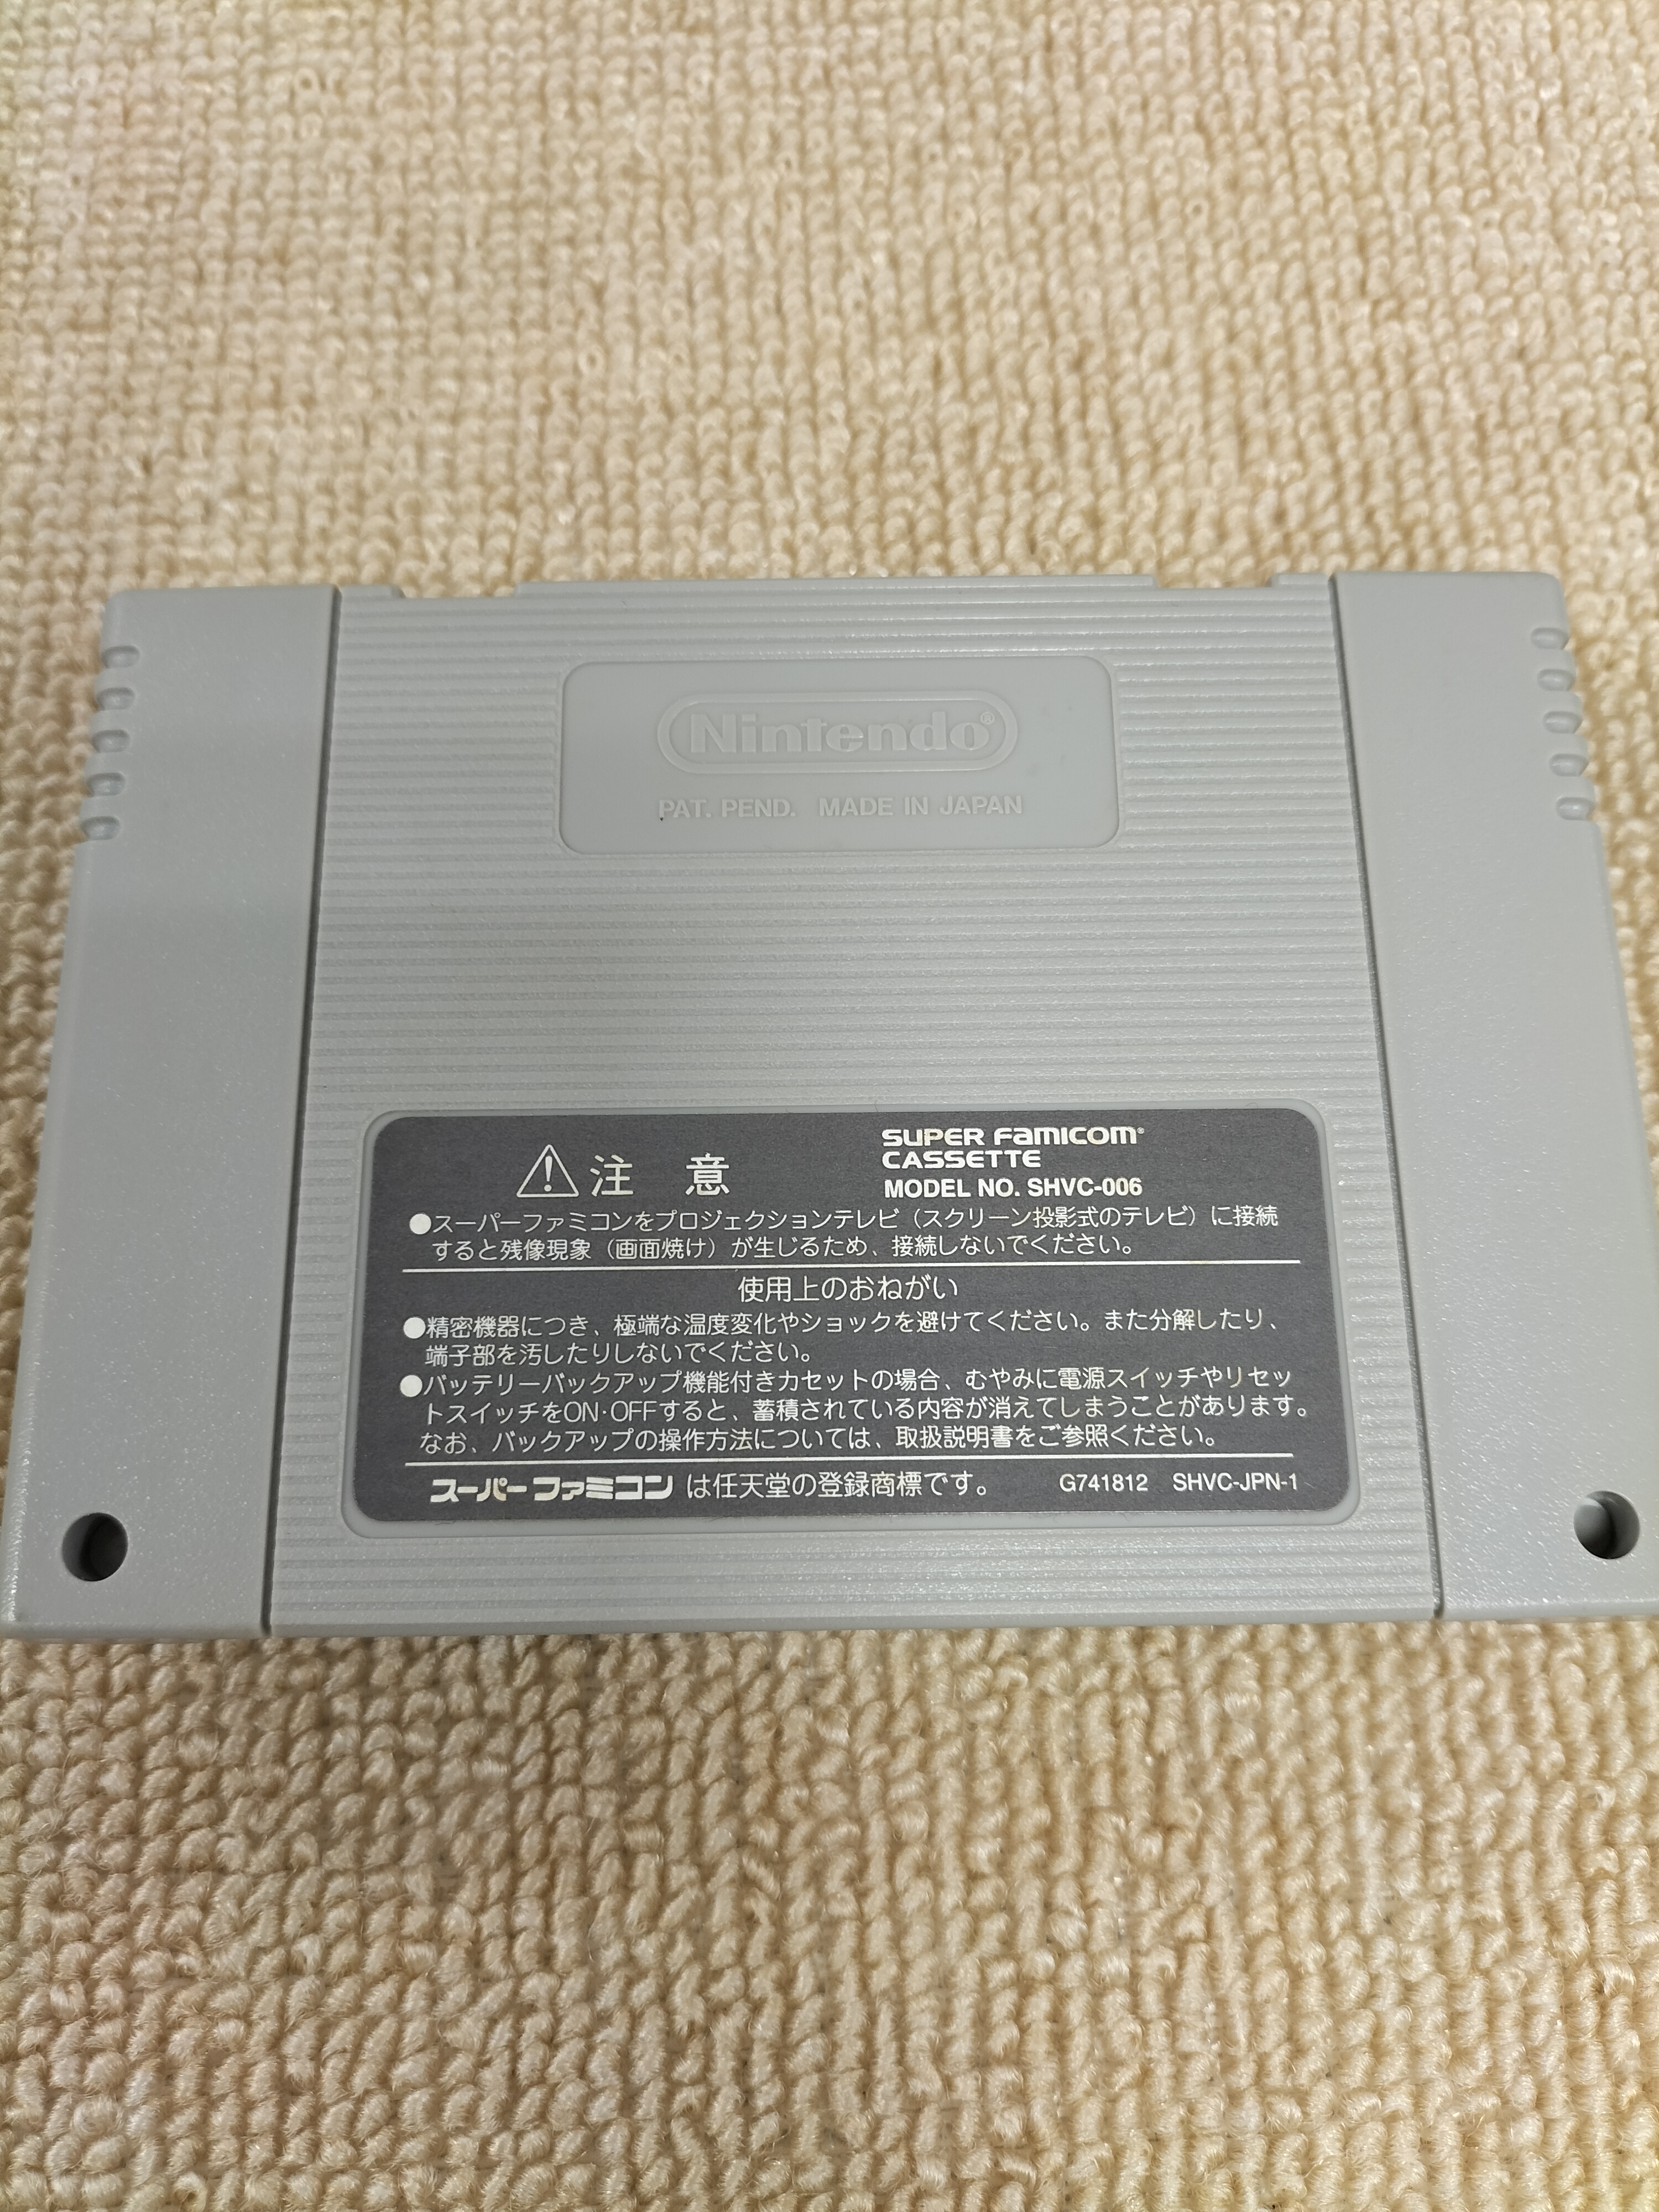 Nintendo®
PAT. PEND. MADE IN JAPAN
⚠注 意
SUPER FAMICOM®
CASSETTE
MODEL NO. SHVC-006
●スーパーファミコンをプロジェクションテレビ（スクリーン投影式のテレビ）に接続
すると残像現象（画面焼け）が生じるため、接続しないでください。
使用上のおねがい
●精密機器につき、極端な温度変化やショックを避けてください。また分解したり、
端子部を汚したりしないでください。
●バッテリーバックアップ機能付きカセットの場合、むやみに電源スイッチやリセッ
トスイッチをON·OFFすると、蓄積されている内容が消えてしまうことがあります。
なお、バックアップの操作方法については、取扱説明書をご参照ください。
スーパーファミコン は任天堂の登録商標です。 G741812 SHVC-JPN-1